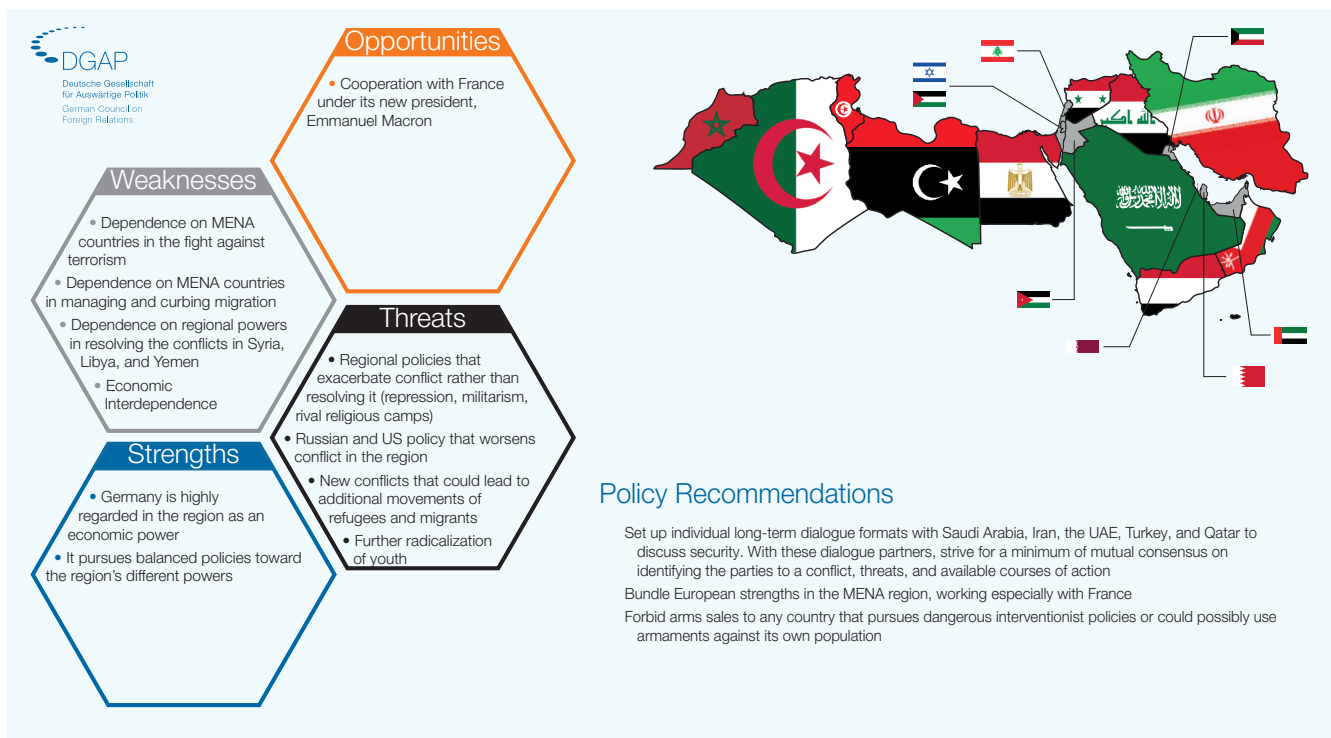 DGAP
Deutsche Gesellschaft
für Auswärtige Politik
German Council on
Foreign Relations
Opportunities
• Cooperation with France
under its new president,
Emmanuel Macron
Weaknesses
• Dependence on MENA
countries in the fight against
terrorism
• Dependence on MENA countries
in managing and curbing migration
• Dependence on regional powers
in resolving the conflicts in Syria,
Libya, and Yemen
• Economic
Interdependence
Threats
• Regional policies that
exacerbate conflict rather than
resolving it (repression, militarism,
rival religious camps)
• Russian and US policy that worsens
conflict in the region
• New conflicts that could lead to
additional movements of
refugees and migrants
• Further radicalization
of youth
Strengths
• Germany is highly
regarded in the region as an
economic power
• It pursues balanced policies toward
the region's different powers
الله اكبر
لا إله إلا الله محمد رسول الله
Policy Recommendations
Set up individual long-term dialogue formats with Saudi Arabia, Iran, the UAE, Turkey, and Qatar to
discuss security. With these dialogue partners, strive for a minimum of mutual consensus on
identifying the parties to a conflict, threats, and available courses of action
Bundle European strengths in the MENA region, working especially with France
Forbid arms sales to any country that pursues dangerous interventionist policies or could possibly use
armaments against its own population